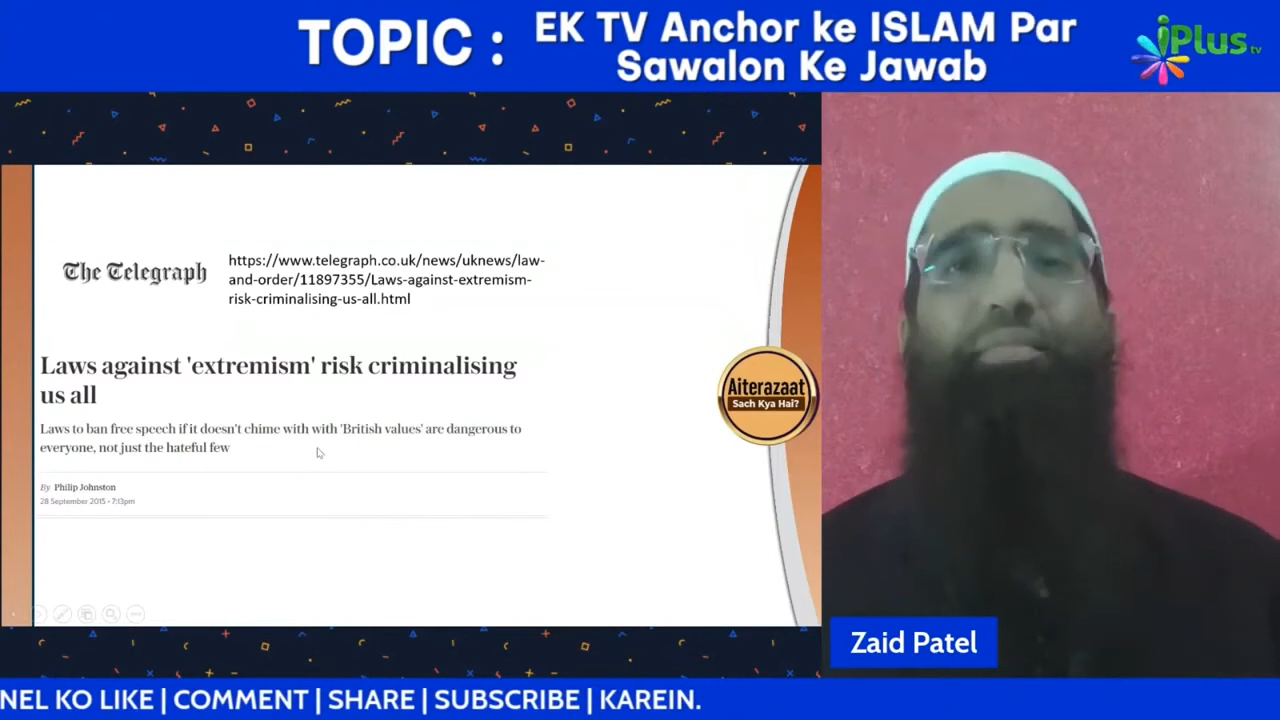 TOPIC :
EK TV Anchor ke ISLAM Par
Sawalon Ke Jawab
iPlus tv
The Telegraph
https://www.telegraph.co.uk/news/uknews/law-
and-order/11897355/Laws-against-extremism-
risk-criminalising-us-all.html
Laws against 'extremism' risk criminalising
us all
Laws to ban free speech if it doesn't chime with with 'British values' are dangerous to
everyone, not just the hateful few
By Philip Johnston
28 September 2015 • 7:13pm
Aiterazaat
Sach Kya Hai?
Zaid Patel
NEL KO LIKE | COMMENT | SHARE | SUBSCRIBE | KAREIN.